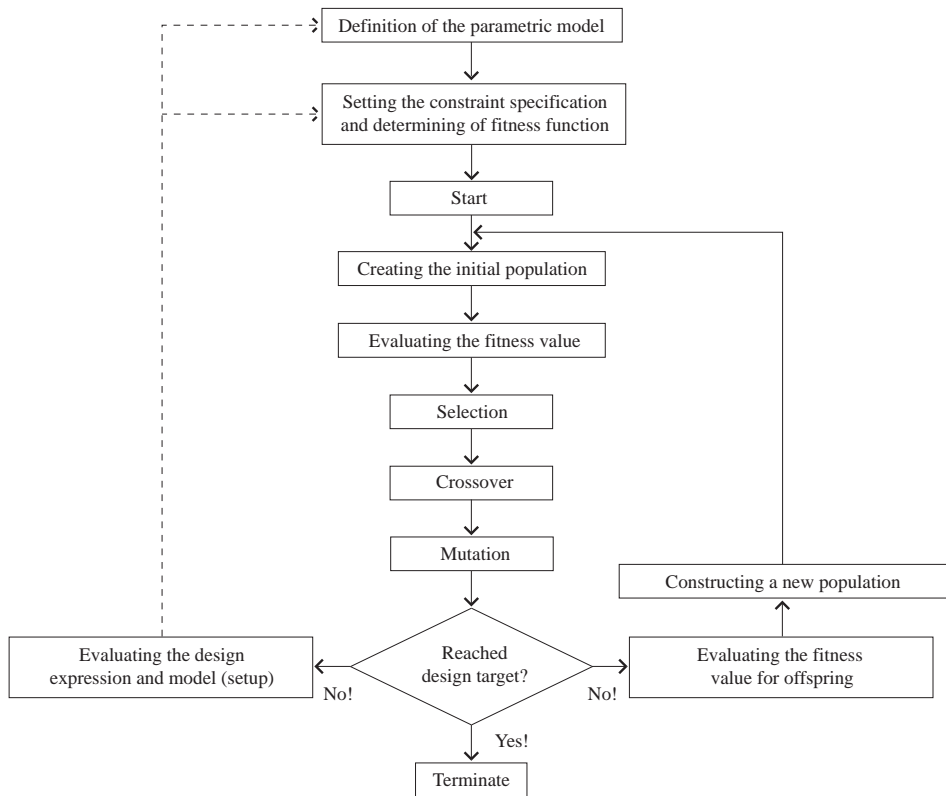 Definition of the parametric model
Setting the constraint specification
and determining of fitness function
Start
Creating the initial population
Evaluating the fitness value
Selection
Crossover
Mutation
Constructing a new population
Reached
design target?
Evaluating the design
expression and model (setup)
No!
No!
Evaluating the fitness
value for offspring
Yes!
Terminate